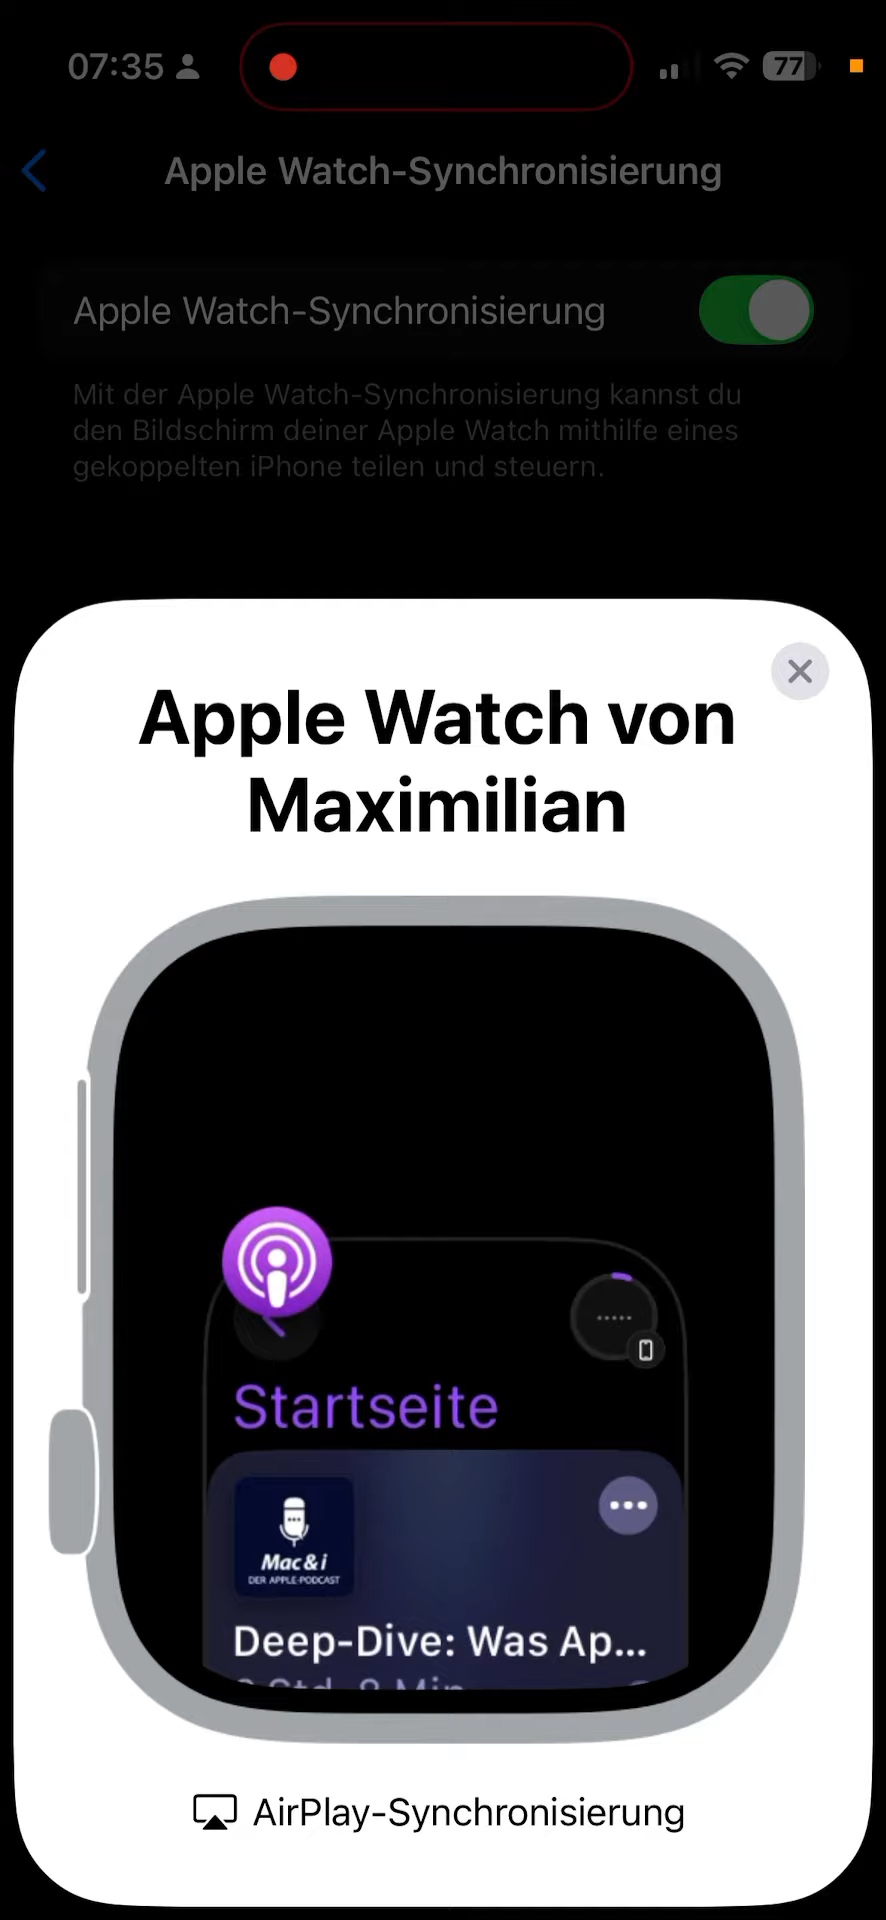 07:35
77
Apple Watch-Synchronisierung
Apple Watch-Synchronisierung
Mit der Apple Watch-Synchronisierung kannst du
den Bildschirm deiner Apple Watch mithilfe eines
gekoppelten iPhone teilen und steuern.
Apple Watch von
Maximilian
Startseite
Mac & i
DER APPLE-PODCAST
Deep-Dive: Was Ap...
AirPlay-Synchronisierung